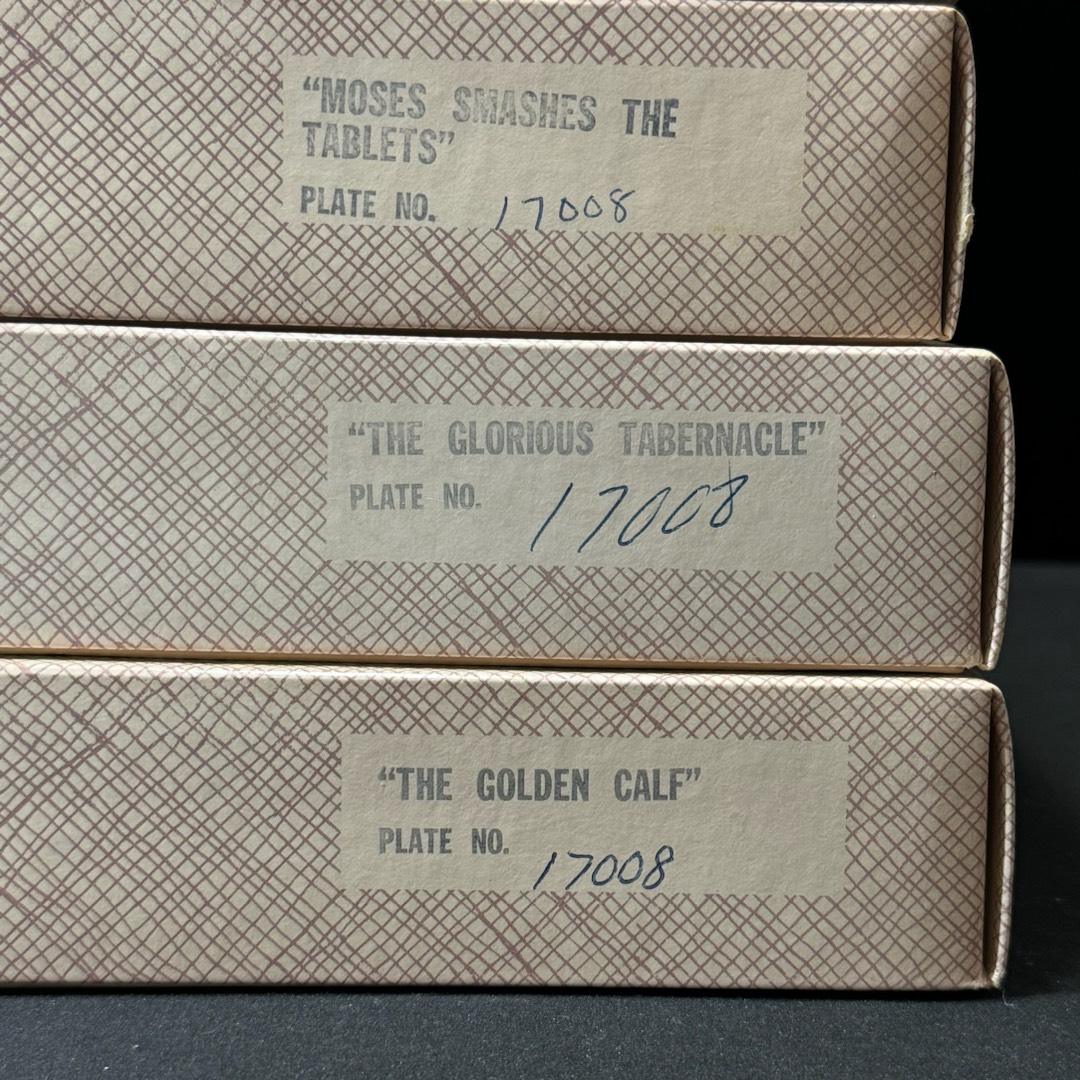 “MOSES SMASHES THE
TABLETS”
PLATE NO. 17008
“THE GLORIOUS TABERNACLE”
PLATE NO. 17008
“THE GOLDEN CALF”
PLATE NO. 17008